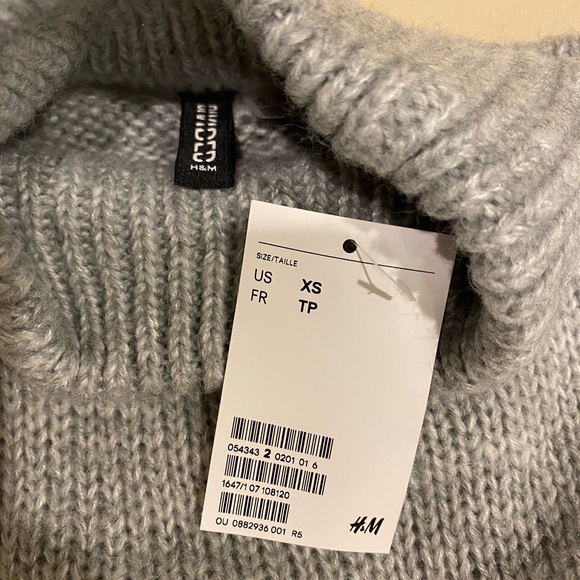 DIVIDED
H&M
SIZE/TAILLE
US XS
FR TP
054343 2 0201 01 6
1647/1 07 108120
OU 0882936 001 R5
H&M